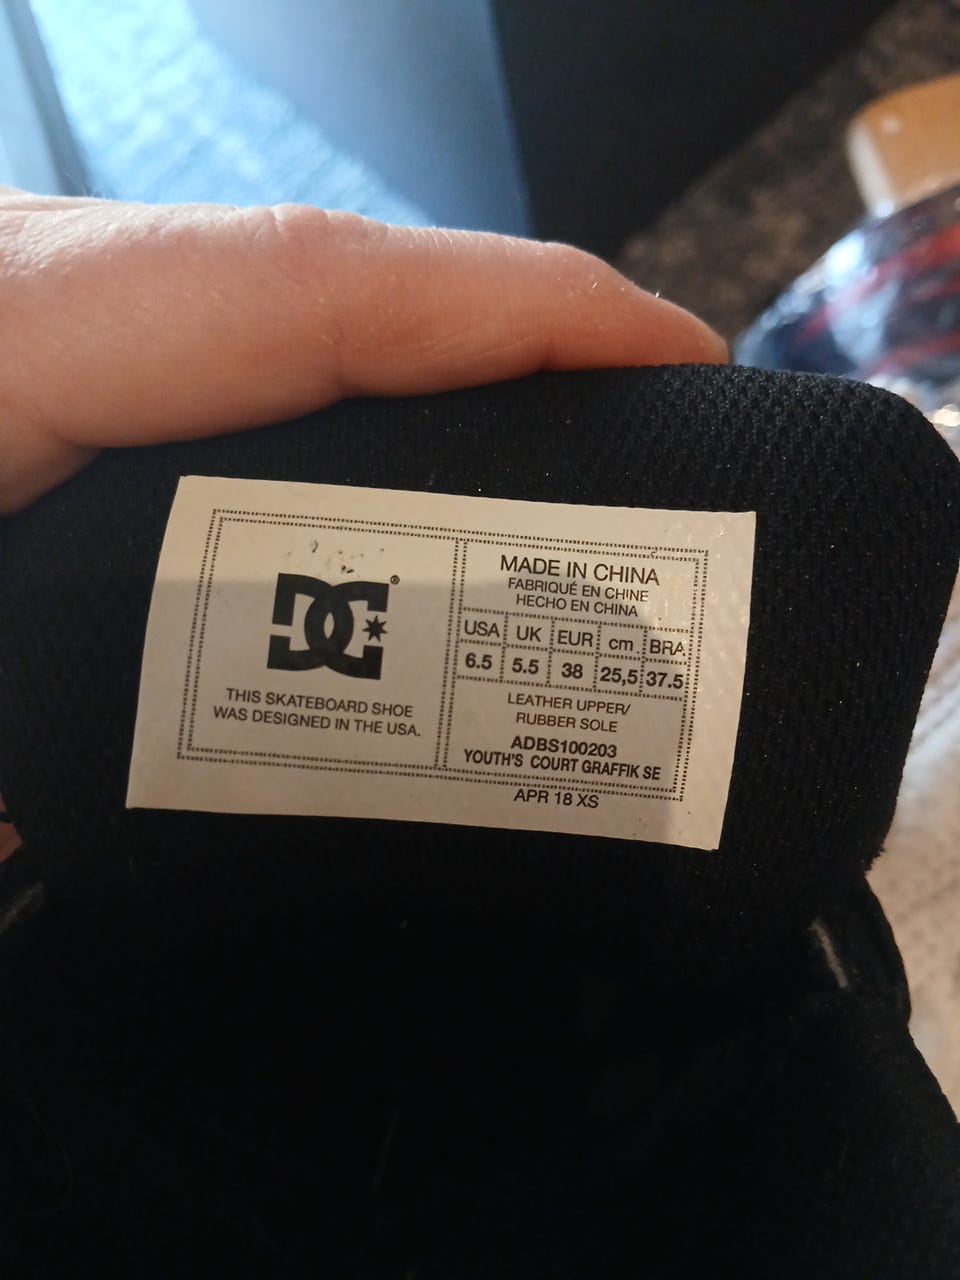 DC®
THIS SKATEBOARD SHOE
WAS DESIGNED IN THE USA.
MADE IN CHINA
FABRIQUÉ EN CHINE
HECHO EN CHINA
USA UK EUR cm BRA
6.5 5.5 38 25,5 37.5
LEATHER UPPER/
RUBBER SOLE
ADBS100203
YOUTH'S COURT GRAFFIK SE
APR 18 XS